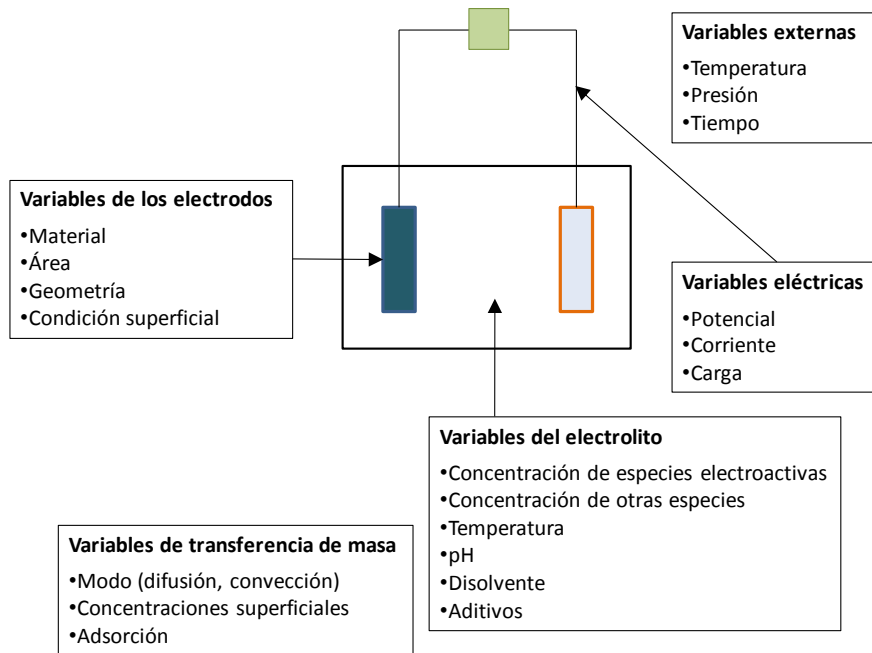 Variables externas
•Temperatura
•Presión
•Tiempo
Variables de los electrodos
•Material
•Área
•Geometría
•Condición superficial
Variables eléctricas
•Potencial
•Corriente
•Carga
Variables del electrolito
•Concentración de especies electroactivas
•Concentración de otras especies
•Temperatura
•pH
•Disolvente
•Aditivos
Variables de transferencia de masa
•Modo (difusión, convección)
•Concentraciones superficiales
•Adsorción